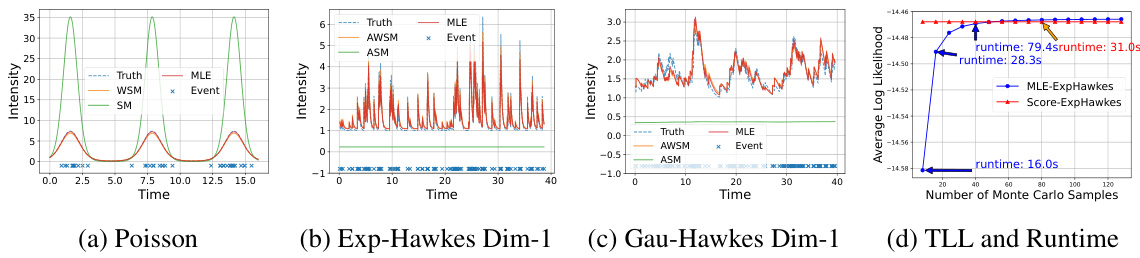 Intensity
35
30
25
20
15
10
5
0
Truth
WSM
SM
MLE
Event
0.0 2.5 5.0 7.5 10.0 12.5 15.0
Time
(a) Poisson
Intensity
6
5
4
3
2
1
0
−1
Truth
AWSM
ASM
MLE
Event
0 10 20 30 40
Time
(b) Exp-Hawkes Dim-1
Intensity
3.0
2.5
2.0
1.5
1.0
0.5
0.0
−0.5
−1.0
Truth
AWSM
ASM
MLE
Event
0 10 20 30 40
Time
(c) Gau-Hawkes Dim-1
Average Log Likelihood
−14.46
−14.48
−14.50
−14.52
−14.54
−14.56
−14.58
runtime: 79.4s
runtime: 31.0s
runtime: 28.3s
MLE-ExpHawkes
Score-ExpHawkes
runtime: 16.0s
20 40 60 80 100 120
Number of Monte Carlo Samples
(d) TLL and Runtime